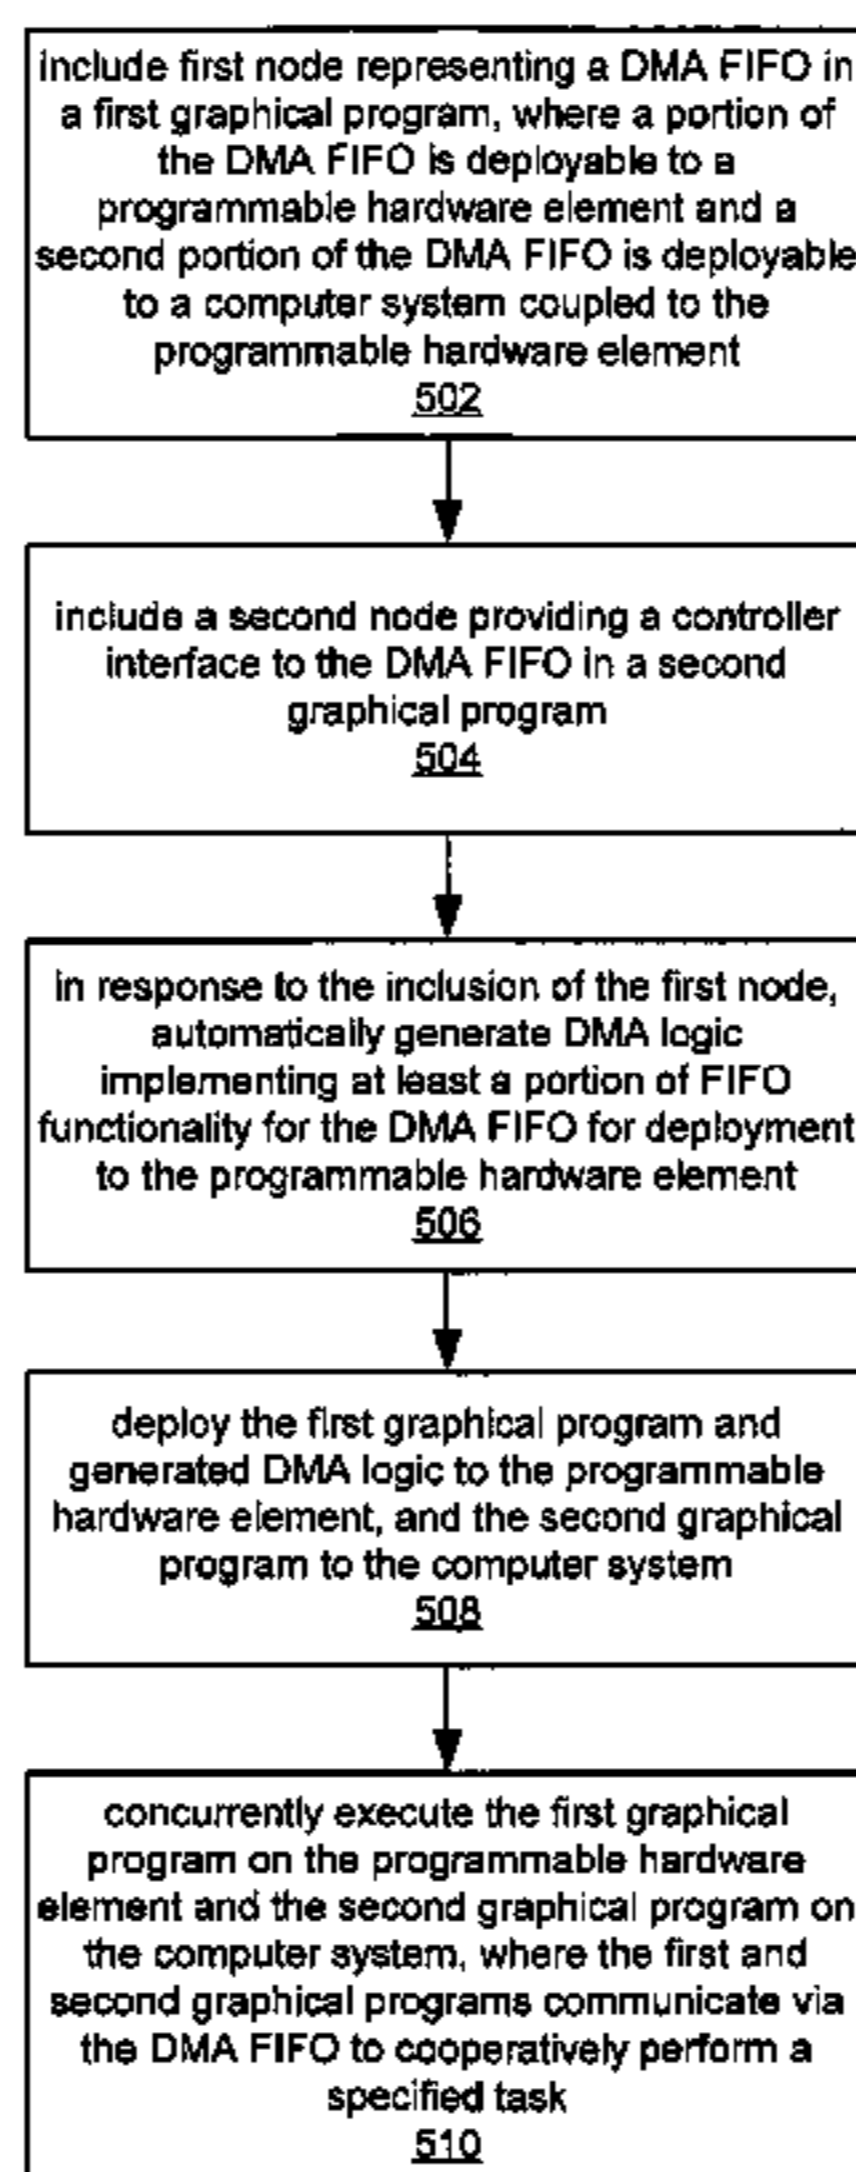 include first node representing a DMA FIFO in
a first graphical program, where a portion of
the DMA FIFO is deployable to a
programmable hardware element and a
second portion of the DMA FIFO is deployable
to a computer system coupled to the
programmable hardware element
502
include a second node providing a controller
interface to the DMA FIFO in a second
graphical program
504
in response to the inclusion of the first node,
automatically generate DMA logic
implementing at least a portion of FIFO
functionality for the DMA FIFO for deployment
to the programmable hardware element
506
deploy the first graphical program and
generated DMA logic to the programmable
hardware element, and the second graphical
program to the computer system
508
concurrently execute the first graphical
program on the programmable hardware
element and the second graphical program on
the computer system, where the first and
second graphical programs communicate via
the DMA FIFO to cooperatively perform a
specified task
510